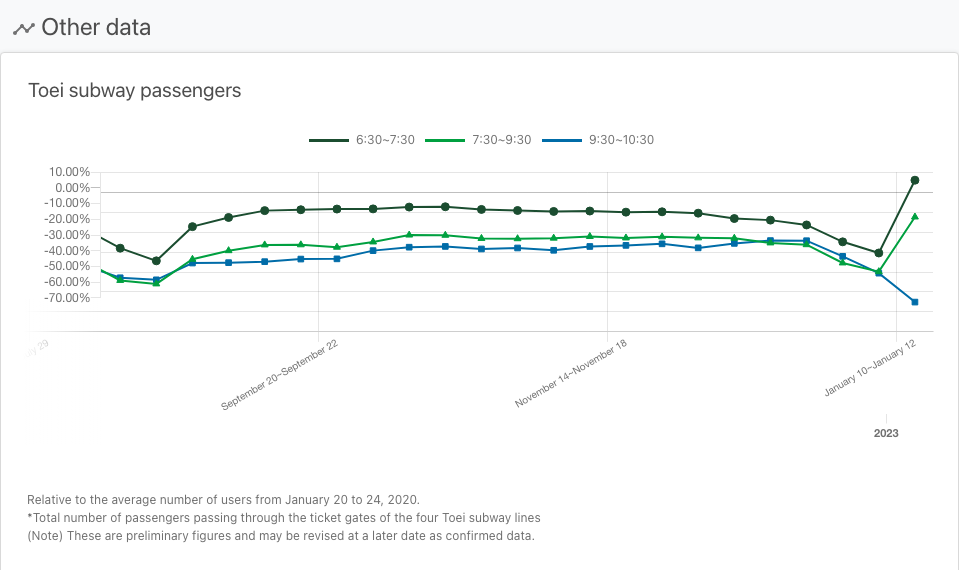 Other data
Toei subway passengers
6:30~7:30 7:30~9:30 9:30~10:30
10.00%
0.00%
-10.00%
-20.00%
-30.00%
-40.00%
-50.00%
-60.00%
-70.00%
29
September 20~September 22
November 14~November 18
January 10~January 12
2023
Relative to the average number of users from January 20 to 24, 2020.
*Total number of passengers passing through the ticket gates of the four Toei subway lines
(Note) These are preliminary figures and may be revised at a later date as confirmed data.